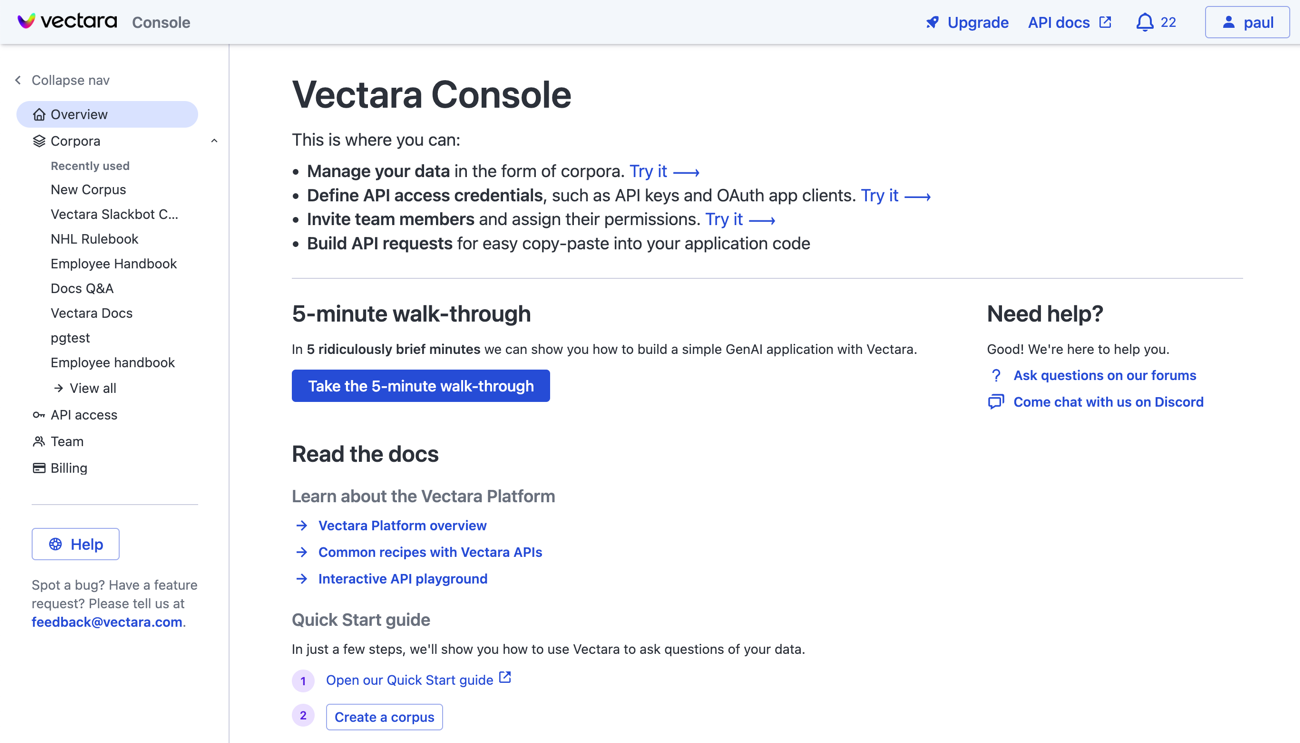 vectara Console
Upgrade
API docs
22
paul
Collapse nav
Overview
Corpora
Recently used
New Corpus
Vectara Slackbot C...
NHL Rulebook
Employee Handbook
Docs Q&A
Vectara Docs
pgtest
Employee handbook
View all
API access
Team
Billing
Help
Spot a bug? Have a feature
request? Please tell us at
feedback@vectara.com.
Vectara Console
This is where you can:
• Manage your data in the form of corpora. Try it
• Define API access credentials, such as API keys and OAuth app clients. Try it
• Invite team members and assign their permissions. Try it
• Build API requests for easy copy-paste into your application code
5-minute walk-through
In 5 ridiculously brief minutes we can show you how to build a simple GenAI application with Vectara.
Take the 5-minute walk-through
Need help?
Good! We're here to help you.
? Ask questions on our forums
Come chat with us on Discord
Read the docs
Learn about the Vectara Platform
Vectara Platform overview
Common recipes with Vectara APIs
Interactive API playground
Quick Start guide
In just a few steps, we'll show you how to use Vectara to ask questions of your data.
1 Open our Quick Start guide
2 Create a corpus